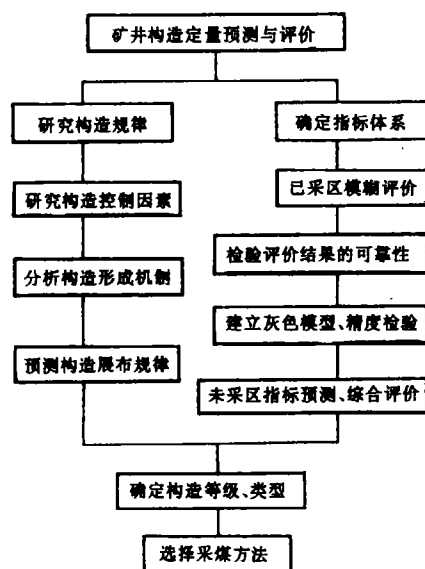 矿井构造定量预测与评价
研究构造规律
确定指标体系
研究构造控制因素
已采区模糊评价
分析构造形成机制
检验评价结果的可靠性
预测构造展布规律
建立灰色模型、精度检验
未采区指标预测、综合评价
确定构造等级、类型
选择采煤方法